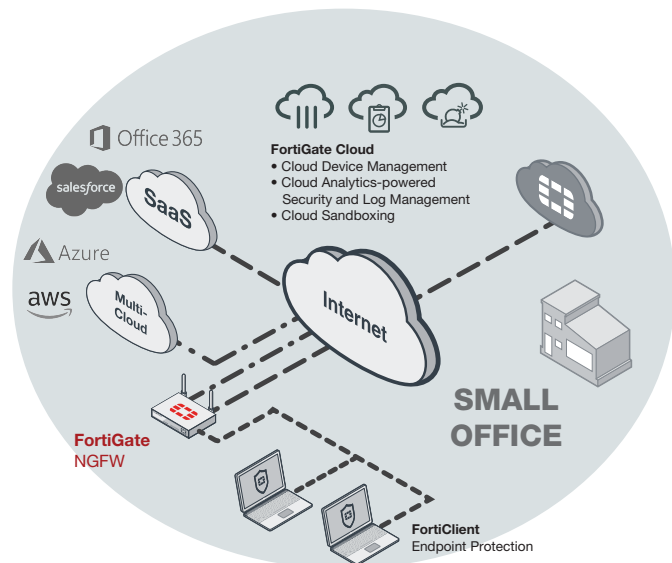 Office 365
salesforce
SaaS
Azure
aws
Multi-
Cloud
FortiGate Cloud
• Cloud Device Management
• Cloud Analytics-powered
Security and Log Management
• Cloud Sandboxing
Internet
SMALL
OFFICE
FortiGate
NGFW
FortiClient
Endpoint Protection